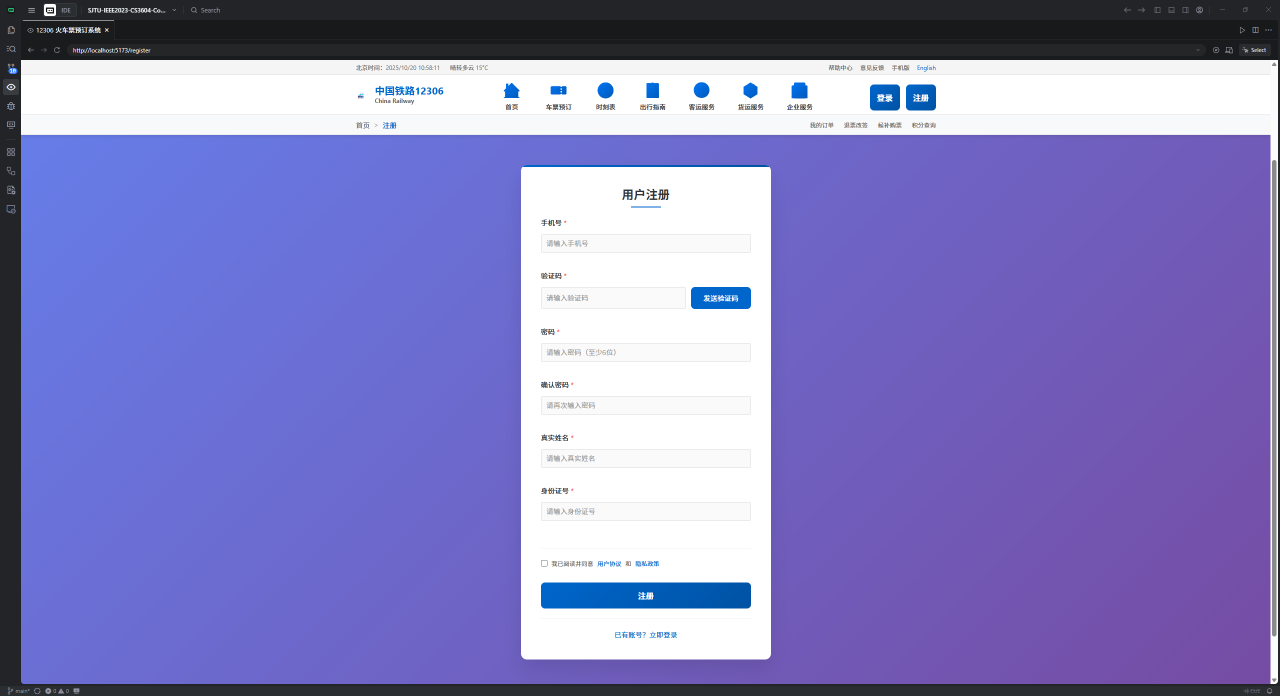 IDE SJTU-IEEE2023-CS3604-Co... Search
12306 火车票预订系统
http://localhost:5173/register Select
北京时间：2025/10/20 10:58:11 晴转多云 15°C 帮助中心 意见反馈 手机版 English
中国铁路12306
China Railway
首页 车票预订 时刻表 出行指南 客运服务 货运服务 企业服务
登录 注册
首页 > 注册 我的订单 退票改签 候补购票 积分查询
用户注册
手机号 *
请输入手机号
验证码 *
请输入验证码 发送验证码
密码 *
请输入密码（至少6位）
确认密码 *
请再次输入密码
真实姓名 *
请输入真实姓名
身份证号 *
请输入身份证号
我已阅读并同意 用户协议 和 隐私政策
注册
已有账号？立即登录
main* 0 0